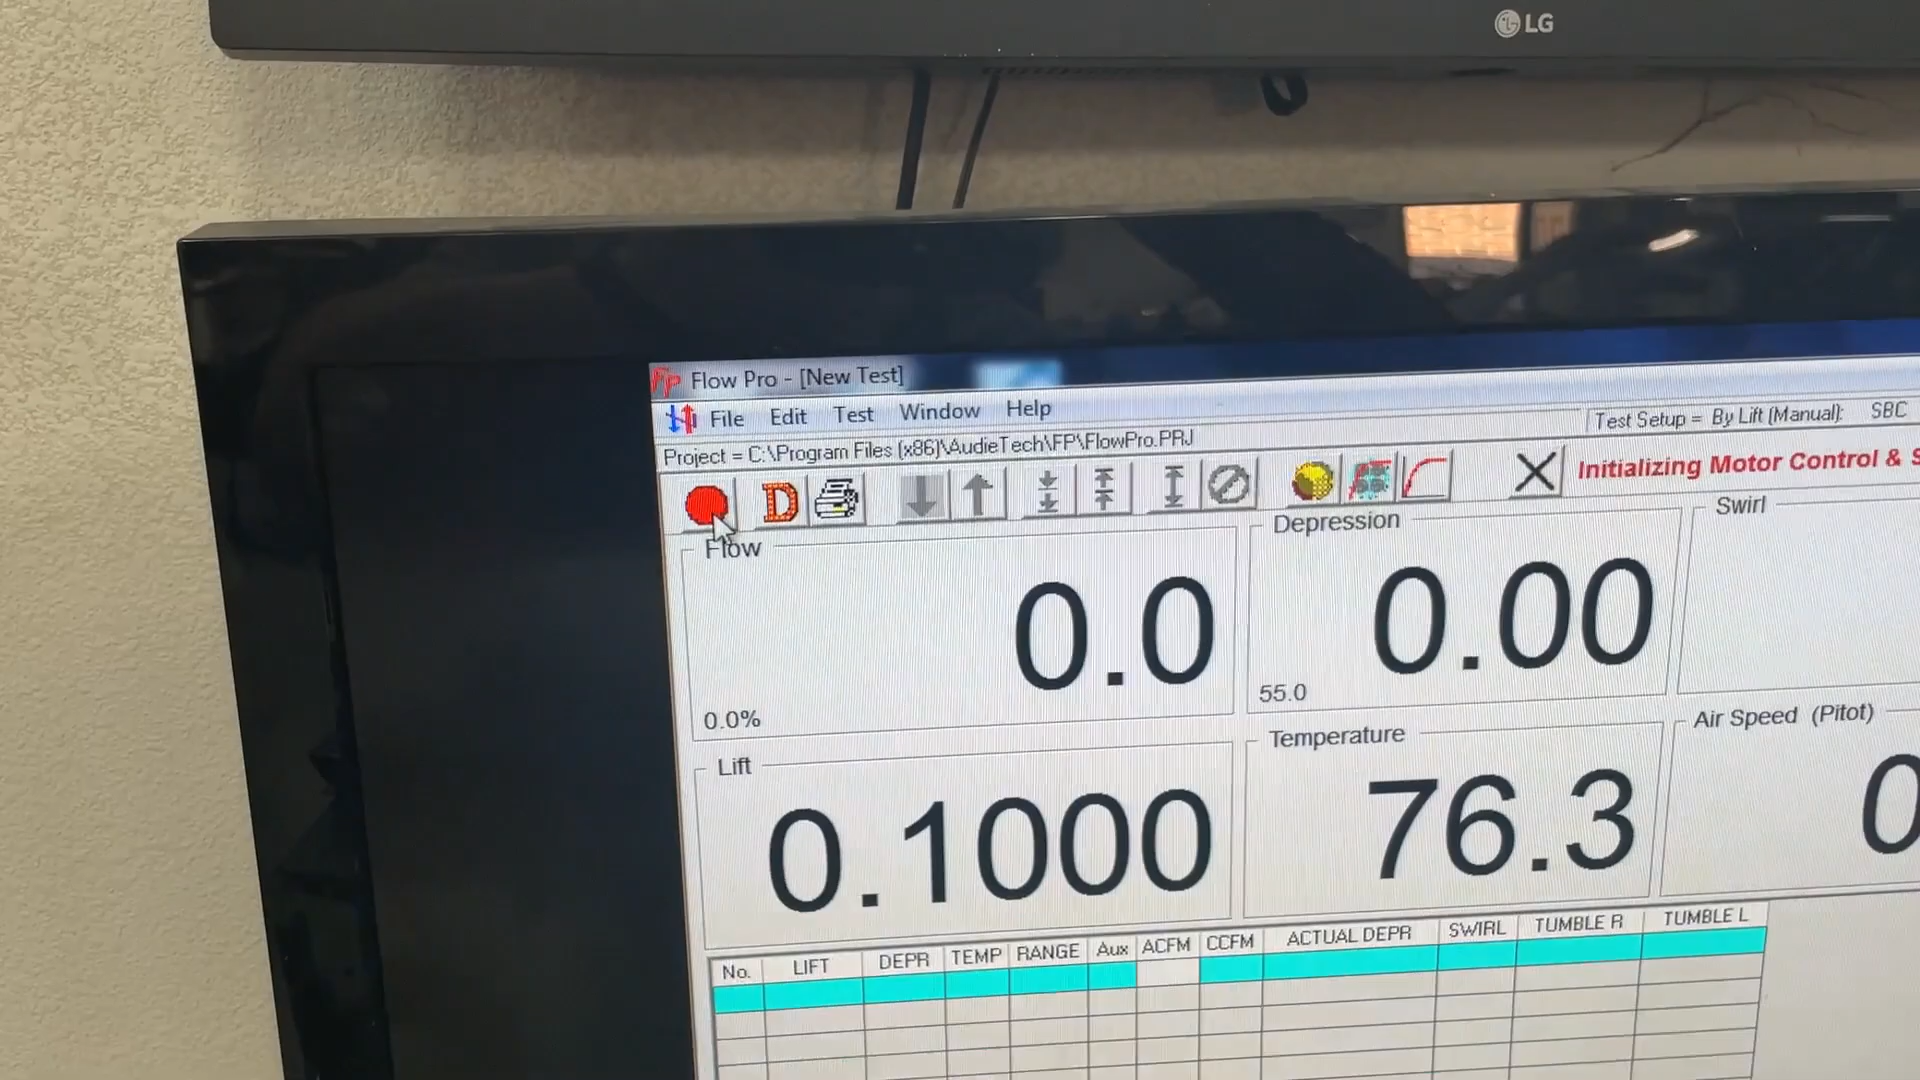 LG
Flow Pro - [New Test]
File Edit Test Window Help
Project = C:\Program Files (x86)\AudieTech\FP\FlowPro.PRJ
Test Setup = By Lift (Manual): SBC
D
Initializing Motor Control & S
Flow
0.0
0.0%
Depression
0.00
55.0
Swirl
Lift
0.1000
Temperature
76.3
Air Speed (Pitot)
0
No. LIFT DEPR TEMP RANGE Aux ACFM CCFM ACTUAL DEPR SWIRL TUMBLE R TUMBLE L